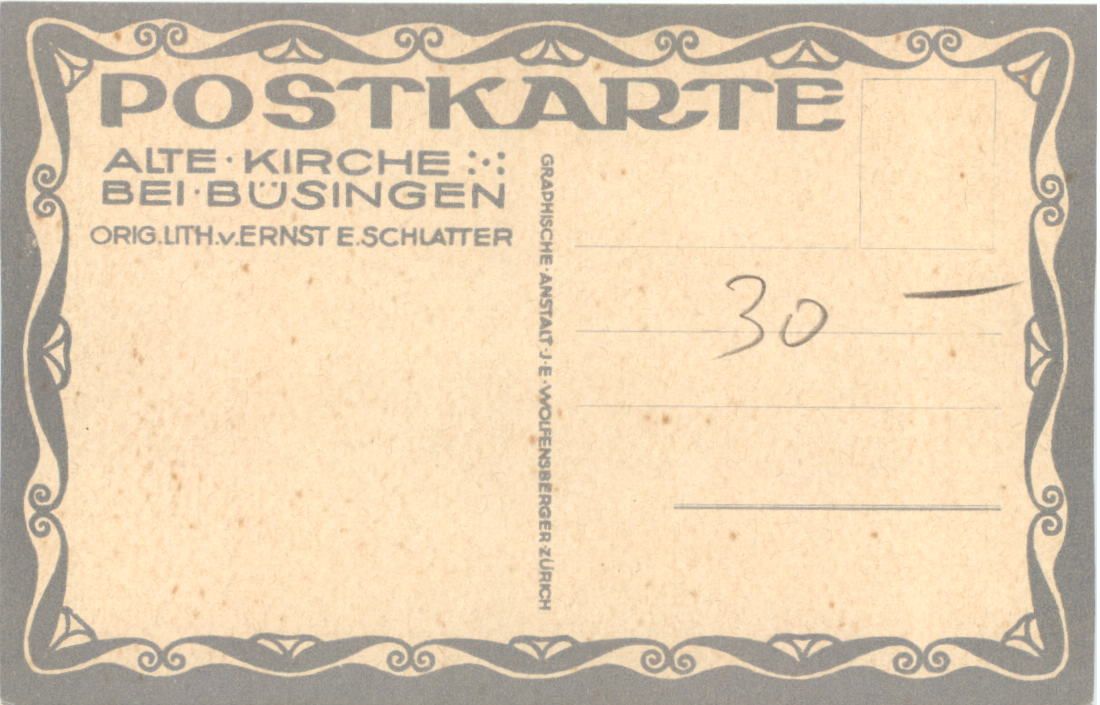 POSTKARTE
ALTE · KIRCHE
BEI · BÜSINGEN
ORIG. LITH. v. ERNST E. SCHLATTER
GRAPHISCHE · ANSTALT · J · E · WOLFENSBERGER · ZÜRICH
30 —